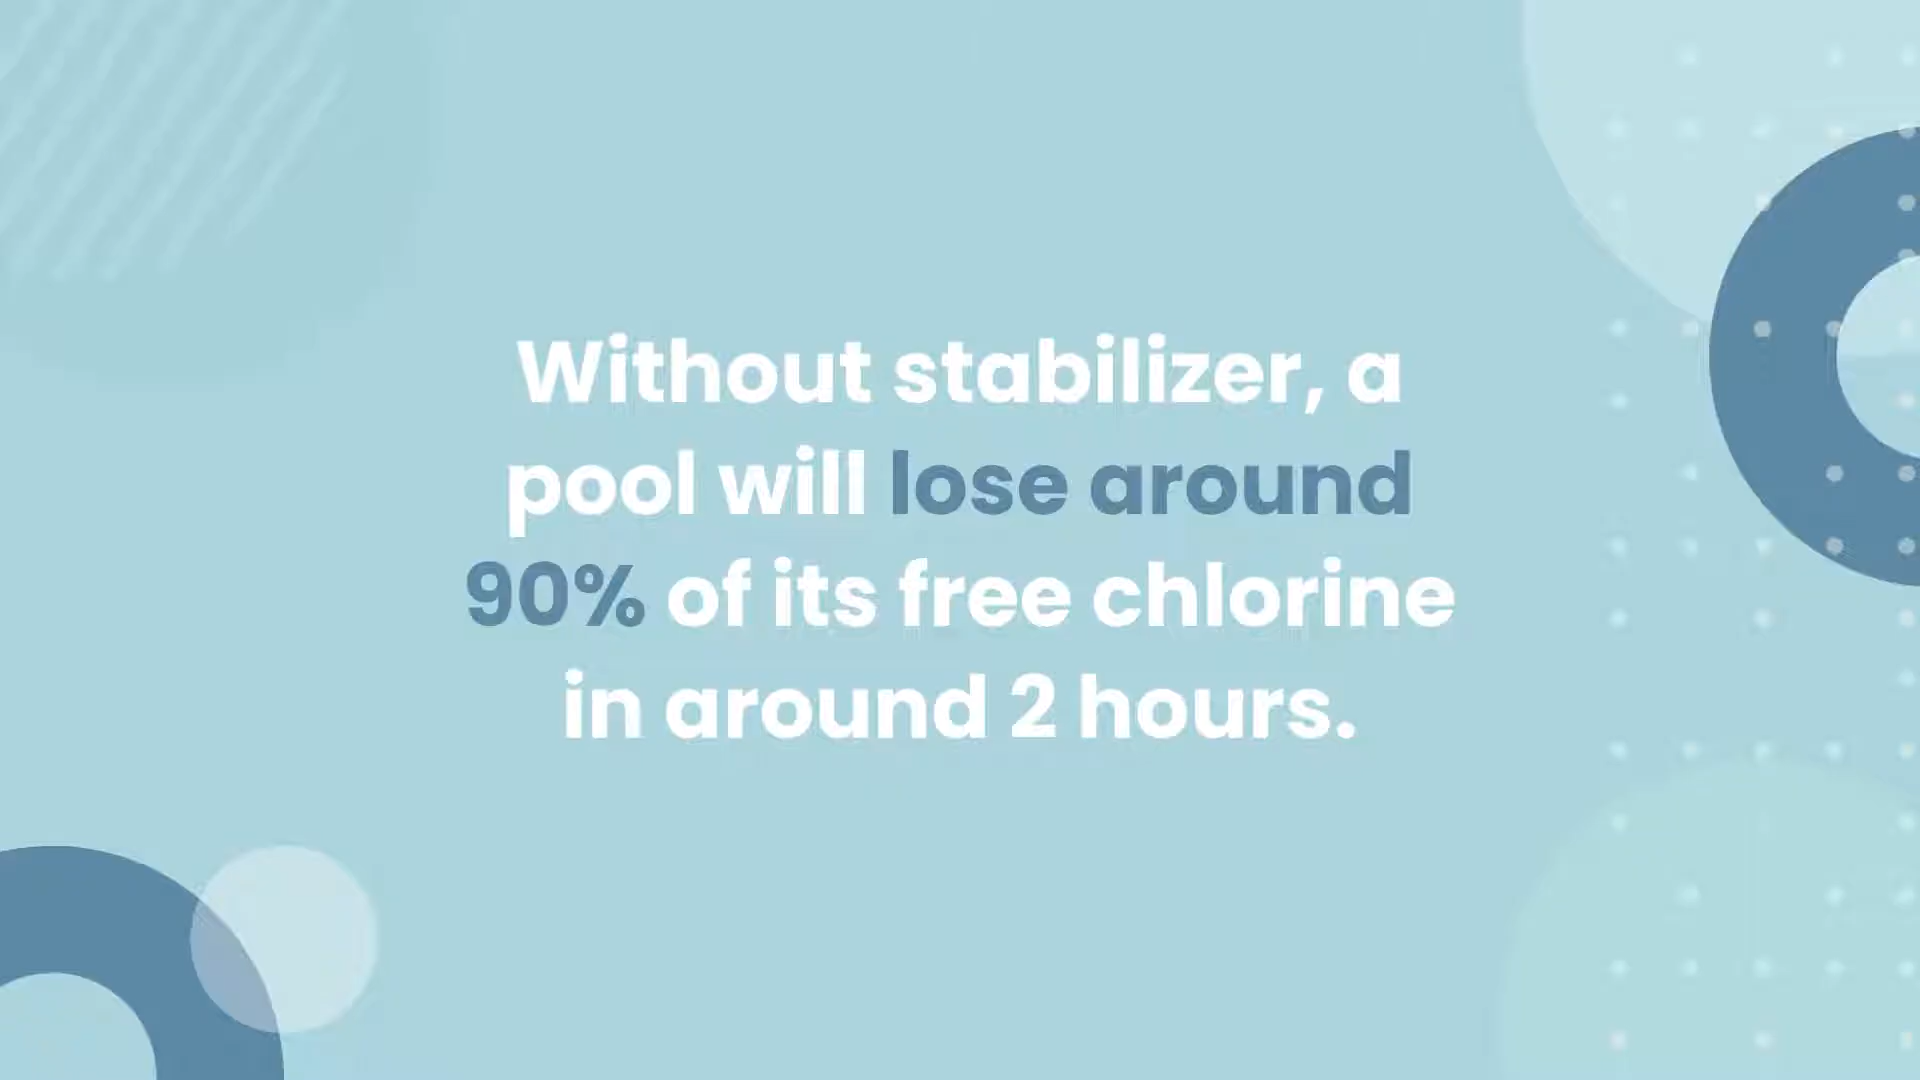 Without stabilizer, a
pool will lose around
90% of its free chlorine
in around 2 hours.